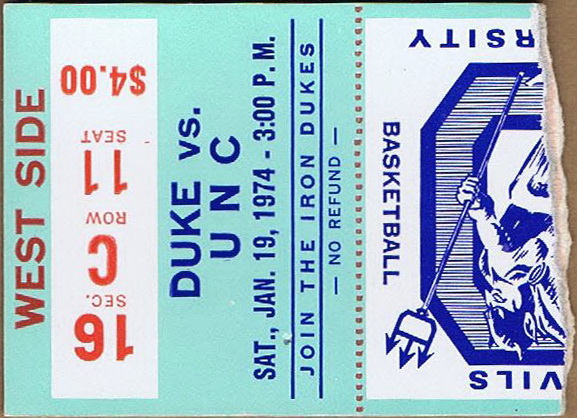 WEST SIDE
SEC. ROW SEAT
16 C 11 $4.00
DUKE vs.
UNC
SAT., JAN. 19, 1974 - 3:00 P.M.
JOIN THE IRON DUKES
— NO REFUND —
BASKETBALL
RSITY
VILS